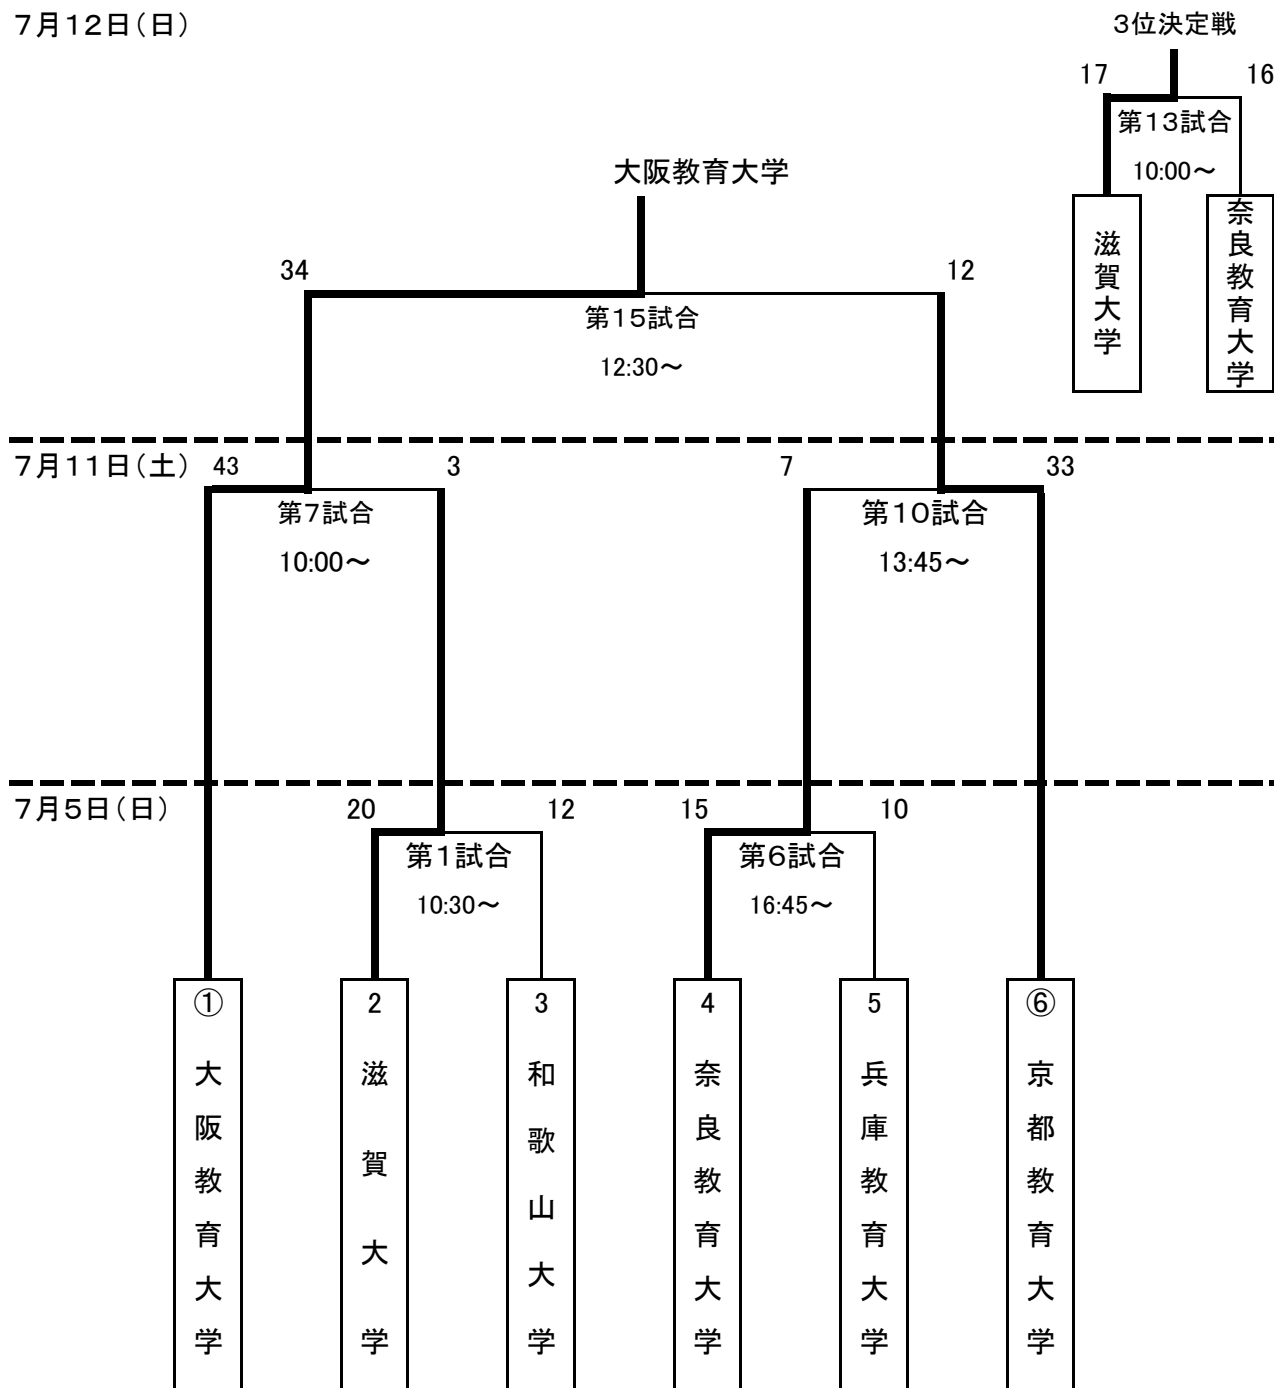 7月12日(日)
3位決定戦
17
16
第13試合
10:00～
滋賀大学
奈良教育大学
大阪教育大学
34
12
第15試合
12:30～
7月11日(土)
43
3
7
33
第7試合
10:00～
第10試合
13:45～
7月5日(日)
20
12
15
10
第1試合
10:30～
第6試合
16:45～
①
大阪教育大学
2
滋賀大学
3
和歌山大学
4
奈良教育大学
5
兵庫教育大学
⑥
京都教育大学